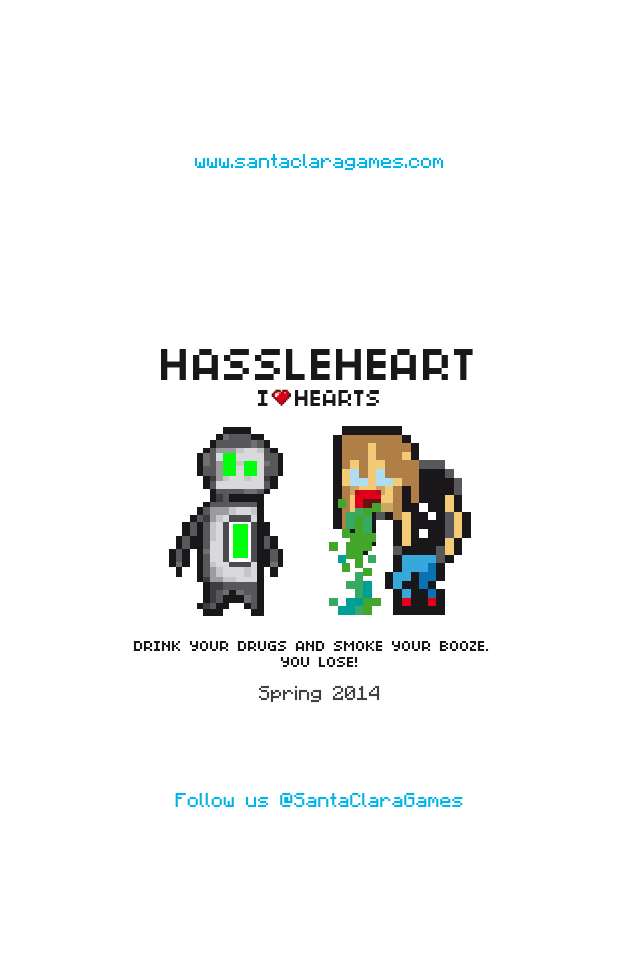 www.santaclaragames.com
HASSLEHEART
I❤HEARTS
DRINK YOUR DRUGS AND SMOKE YOUR BOOZE.
YOU LOSE!
Spring 2014
Follow us @SantaClaraGames